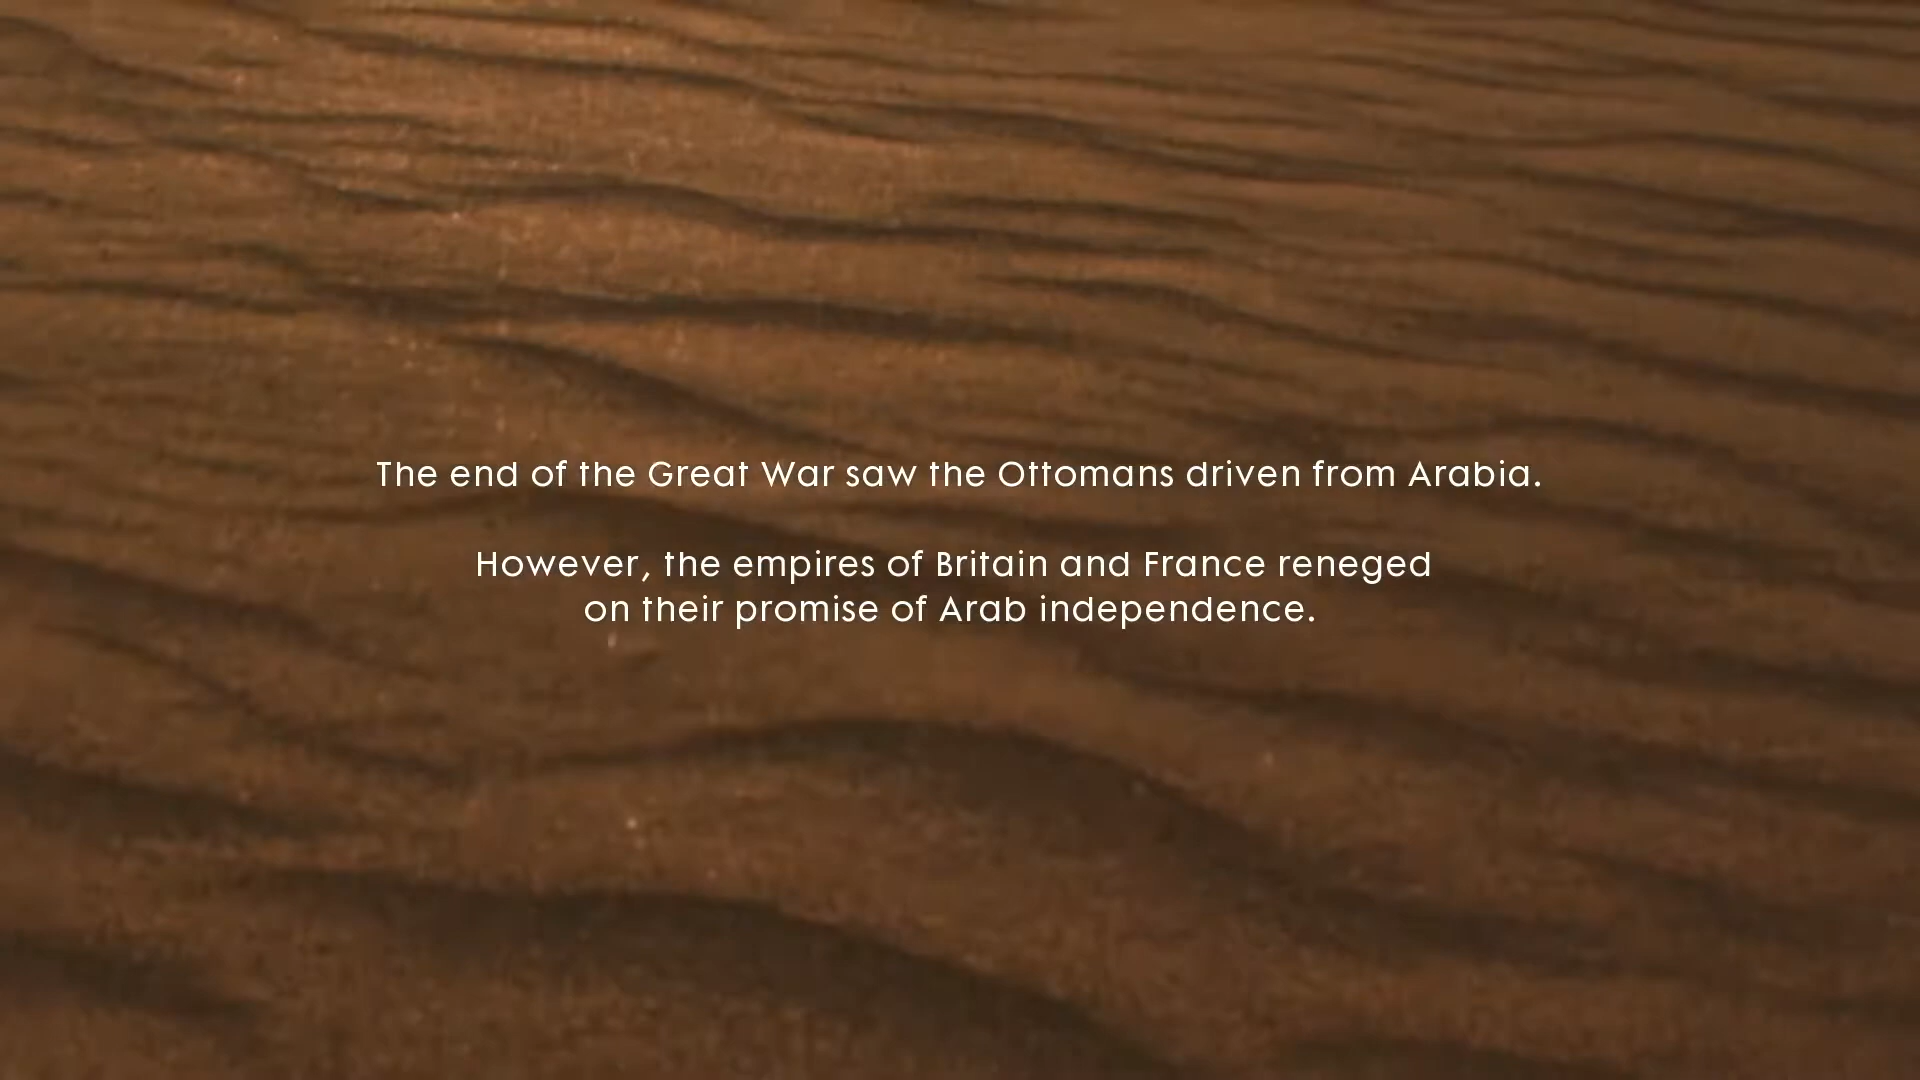 The end of the Great War saw the Ottomans driven from Arabia.
However, the empires of Britain and France reneged
on their promise of Arab independence.